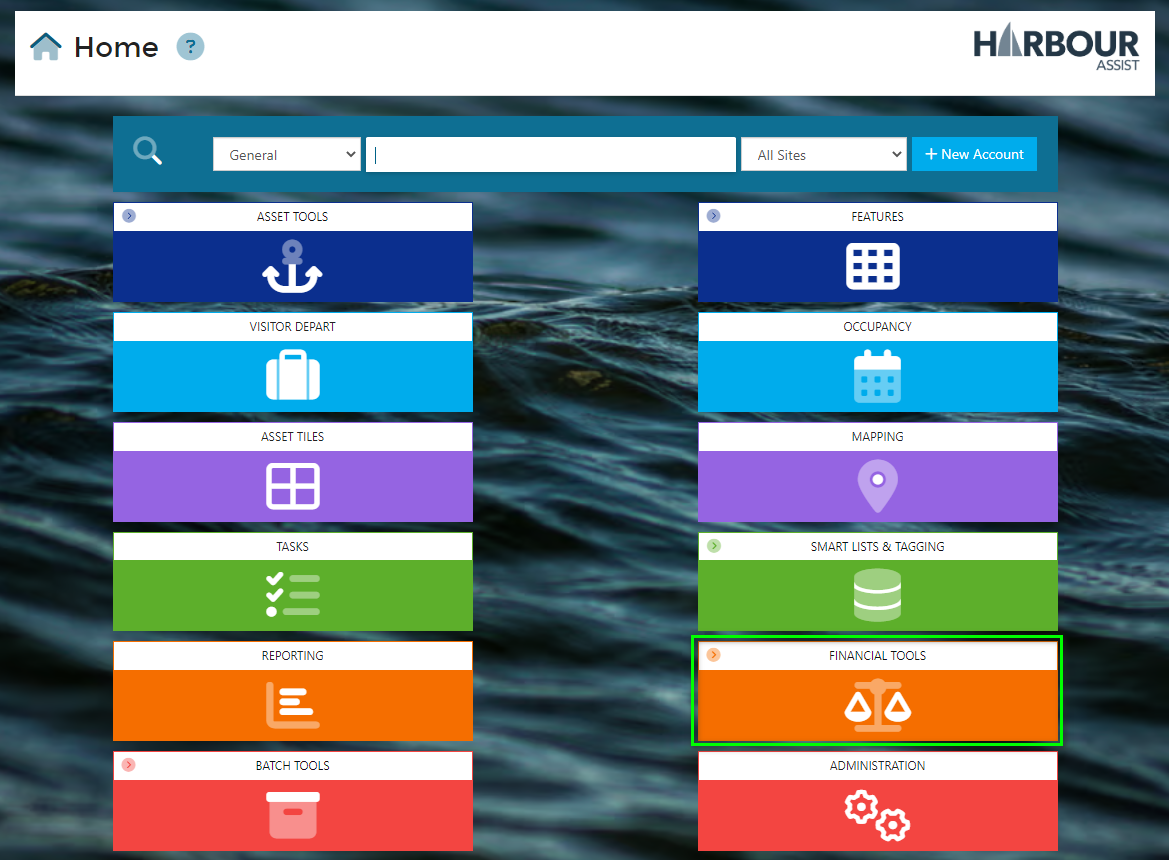 Home ?
HARBOUR
ASSIST
General All Sites + New Account
ASSET TOOLS FEATURES
VISITOR DEPART OCCUPANCY
ASSET TILES MAPPING
TASKS SMART LISTS & TAGGING
REPORTING FINANCIAL TOOLS
BATCH TOOLS ADMINISTRATION